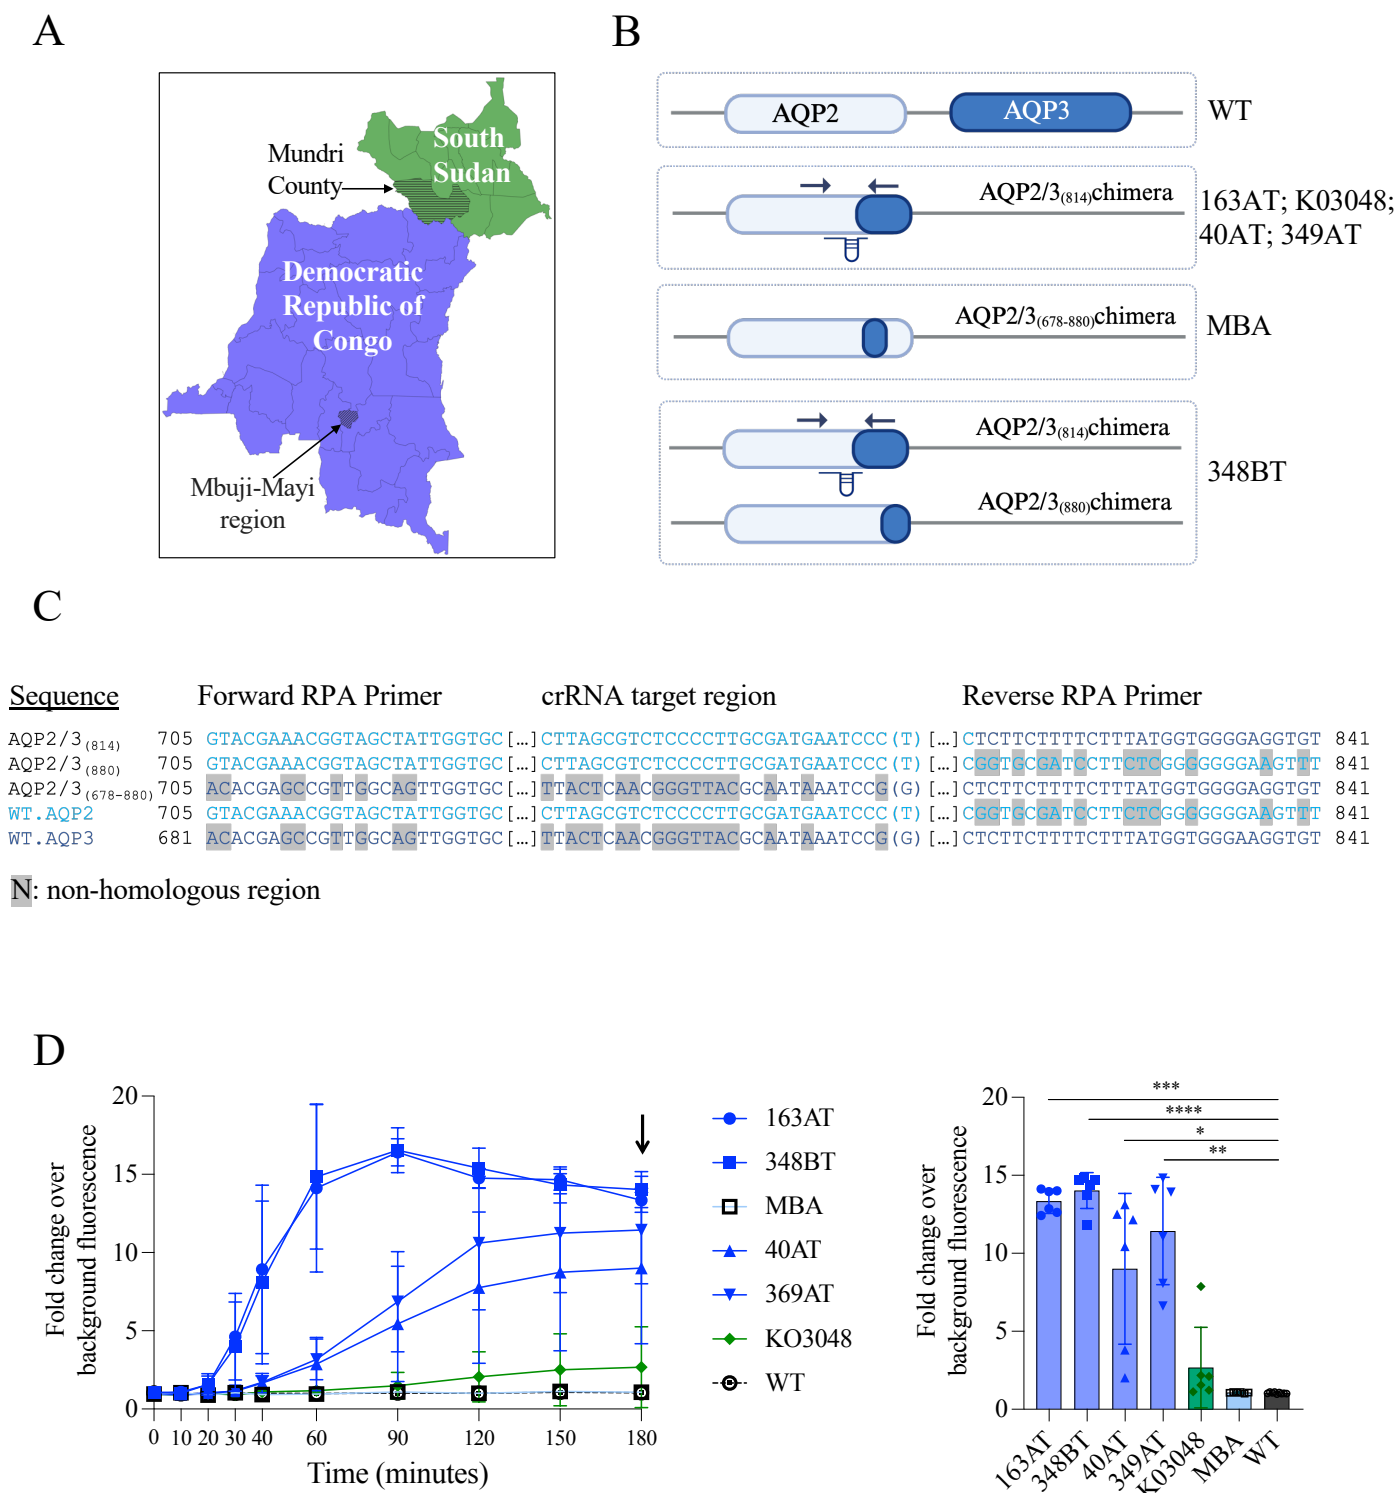 A
Mundri
County
South
Sudan
Democratic
Republic of
Congo
Mbuji-Mayi
region
B
AQP2
AQP3
WT
AQP2/3(814)chimera
163AT; K03048;
40AT; 349AT
AQP2/3(678-880)chimera
MBA
AQP2/3(814)chimera
348BT
AQP2/3(880)chimera
C
Sequence Forward RPA Primer crRNA target region Reverse RPA Primer
AQP2/3(814) 705 GTACGAAACGGTAGCTATTGGTGC[...]CTTAGCGTCTCCCCTTGCGATGAATCCC(T)[...]CTCTTCTTTTCTTTATGGTGGGGAGGTGT 841
AQP2/3(880) 705 GTACGAAACGGTAGCTATTGGTGC[...]CTTAGCGTCTCCCCTTGCGATGAATCCC(T)[...]CGGTGCGATCCTTCTCGGGGGGGGAAGTTT 841
AQP2/3(678-880) 705 ACACGAGCCGTTGGCAGTTGGTGC[...]TTACTCAACGGGTTACGCAATAAATCCG(G)[...]CTCTTCTTTTCTTTATGGTGGGGAGGTGT 841
WT.AQP2 705 GTACGAAACGGTAGCTATTGGTGC[...]CTTAGCGTCTCCCCTTGCGATGAATCCC(T)[...]CGGTGCGATCCTTCTCGGGGGGGGAAGTTT 841
WT.AQP3 681 ACACGAGCCGTTGGCAGTTGGTGC[...]TTACTCAACGGGTTACGCAATAAATCCG(G)[...]CTCTTCTTTTCTTTATGGTGGGAAGGTGT 841
N: non-homologous region
D
Fold change over
background fluorescence
20
15
10
5
0
0 10 20 30 40 60 90 120 150 180
Time (minutes)
163AT
348BT
MBA
40AT
369AT
KO3048
WT
Fold change over
background fluorescence
20
15
10
5
0
***
****
*
**
163AT
348BT
40AT
349AT
K03048
MBA
WT